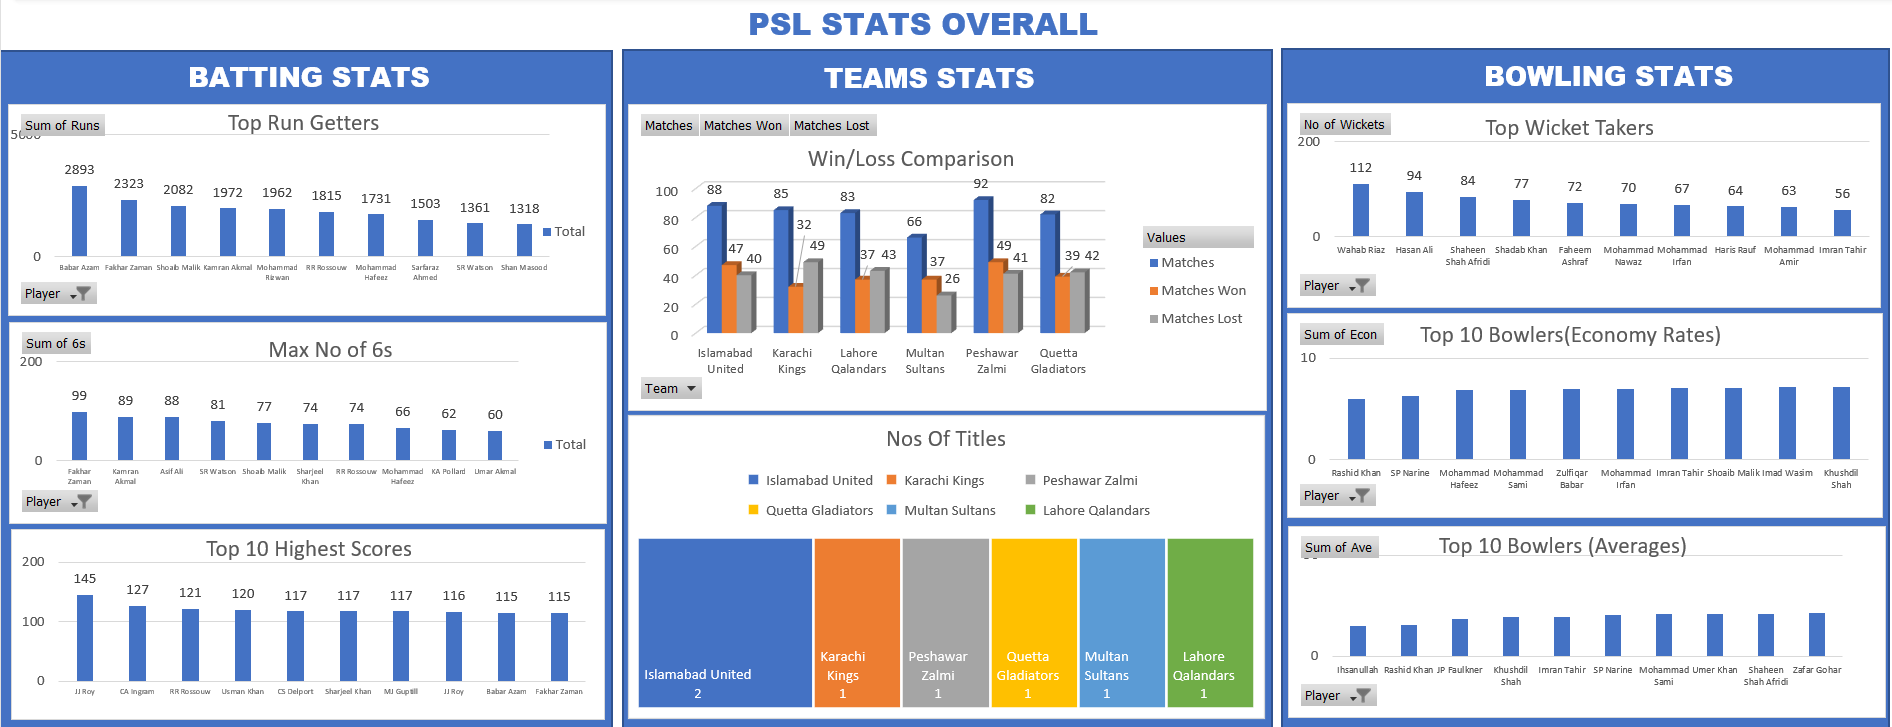 PSL STATS OVERALL
BATTING STATS
Sum of Runs
Top Run Getters
5000
2893 2323 2082 1972 1962 1815 1731 1503 1361 1318
0
Babar Azam Fakhar Zaman Shoaib Malik Kamran Akmal Mohammad Rizwan RR Rossouw Mohammad Hafeez Sarfaraz Ahmed SR Watson Shan Masood
Total
Player
Sum of 6s
Max No of 6s
200
99 89 88 81 77 74 74 66 62 60
0
Fakhar Zaman Kamran Akmal Asif Ali SR Watson Shoaib Malik Sharjeel Khan RR Rossouw Mohammad Hafeez KA Pollard Umar Akmal
Total
Player
Top 10 Highest Scores
200
145 127 121 120 117 117 117 116 115 115
100
0
JJ Roy CA Ingram RR Rossouw Usman Khan CS Delport Sharjeel Khan MJ Guptill JJ Roy Babar Azam Fakhar Zaman
TEAMS STATS
Matches Matches Won Matches Lost
Win/Loss Comparison
100
80
60
40
20
0
88 47 40
85 32 49
83 37 43
66 37 26
92 49 41
82 39 42
Islamabad United Karachi Kings Lahore Qalandars Multan Sultans Peshawar Zalmi Quetta Gladiators
Values
Matches
Matches Won
Matches Lost
Team
Nos Of Titles
Islamabad United Karachi Kings Peshawar Zalmi
Quetta Gladiators Multan Sultans Lahore Qalandars
Islamabad United
2
Karachi
Kings
1
Peshawar
Zalmi
1
Quetta
Gladiators
1
Multan
Sultans
1
Lahore
Qalandars
1
BOWLING STATS
No of Wickets
Top Wicket Takers
200
112 94 84 77 72 70 67 64 63 56
0
Wahab Riaz Hasan Ali Shaheen Shah Afridi Shadab Khan Faheem Ashraf Mohammad Nawaz Mohammad Irfan Haris Rauf Mohammad Amir Imran Tahir
Player
Sum of Econ
Top 10 Bowlers(Economy Rates)
10
0
Rashid Khan SP Narine Mohammad Hafeez Mohammad Sami Zulfiqar Babar Mohammad Irfan Imran Tahir Shoaib Malik Imad Wasim Khushdil Shah
Player
Sum of Ave
Top 10 Bowlers (Averages)
0
Ihsanullah Rashid Khan JP Faulkner Khushdil Shah Imran Tahir SP Narine Mohammad Sami Umer Khan Shaheen Shah Afridi Zafar Gohar
Player